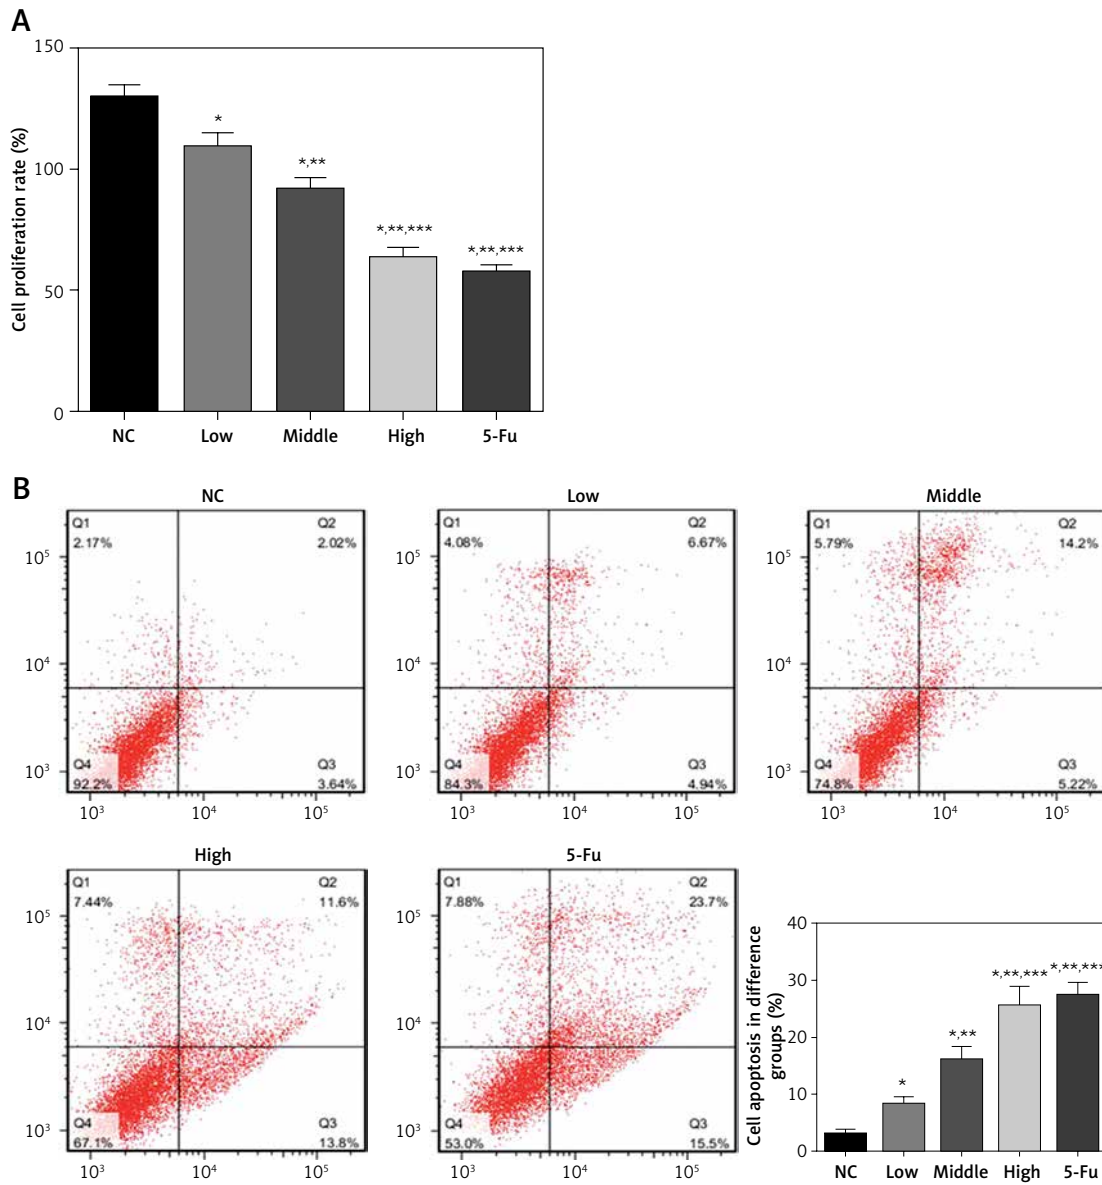 A
Cell proliferation rate (%)
150
100
50
0
*
*,**
*,**,***
*,**,***
NC Low Middle High 5-Fu
B
NC
Q1
2.17%
Q2
2.02%
Q4
92.2%
Q3
3.64%
10⁵
10⁴
10³
10³ 10⁴ 10⁵
Low
Q1
4.08%
Q2
6.67%
Q4
84.3%
Q3
4.94%
10⁵
10⁴
10³
10³ 10⁴ 10⁵
Middle
Q1
5.79%
Q2
14.2%
Q4
74.8%
Q3
5.22%
10⁵
10⁴
10³
10³ 10⁴ 10⁵
High
Q1
7.44%
Q2
11.6%
Q4
67.1%
Q3
13.8%
10⁵
10⁴
10³
10³ 10⁴ 10⁵
5-Fu
Q1
7.88%
Q2
23.7%
Q4
53.0%
Q3
15.5%
10⁵
10⁴
10³
10³ 10⁴ 10⁵
Cell apoptosis in difference
groups (%)
40
30
20
10
0
*
*,**
*,**,***
*,**,***
NC Low Middle High 5-Fu